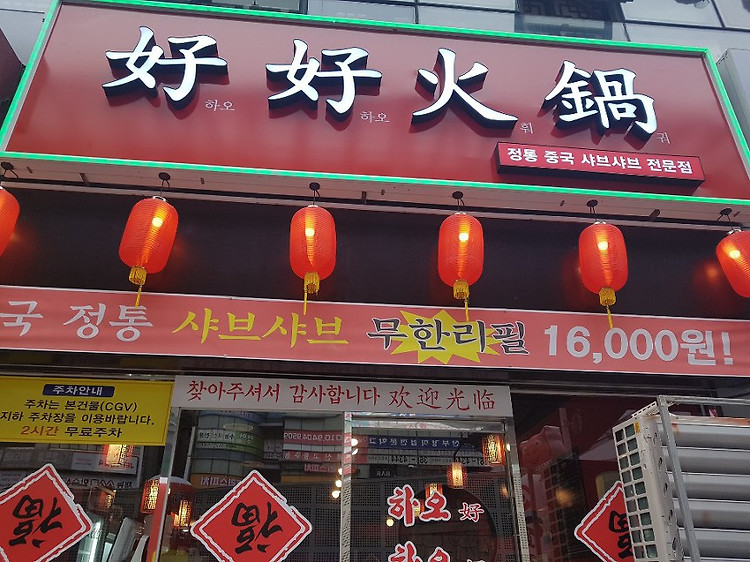 好好火鍋
하오 하오 훠 궈
정통 중국 샤브샤브 전문점
국 정통 샤브샤브 무한리필 16,000원!
찾아주셔서 감사합니다 欢迎光临
주차안내
주차는 본건물(CGV)
지하 주차장을 이용바랍니다.
2시간 무료주차
福
福
福
하오 好
하오 好